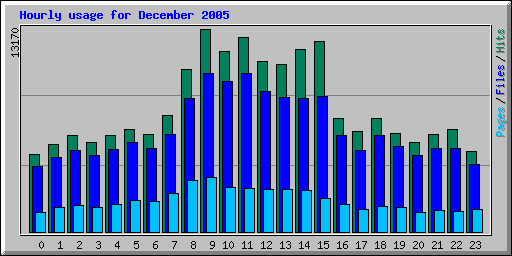 Hourly usage for December 2005
13170
Pages / Files / Hits
0 1 2 3 4 5 6 7 8 9 10 11 12 13 14 15 16 17 18 19 20 21 22 23